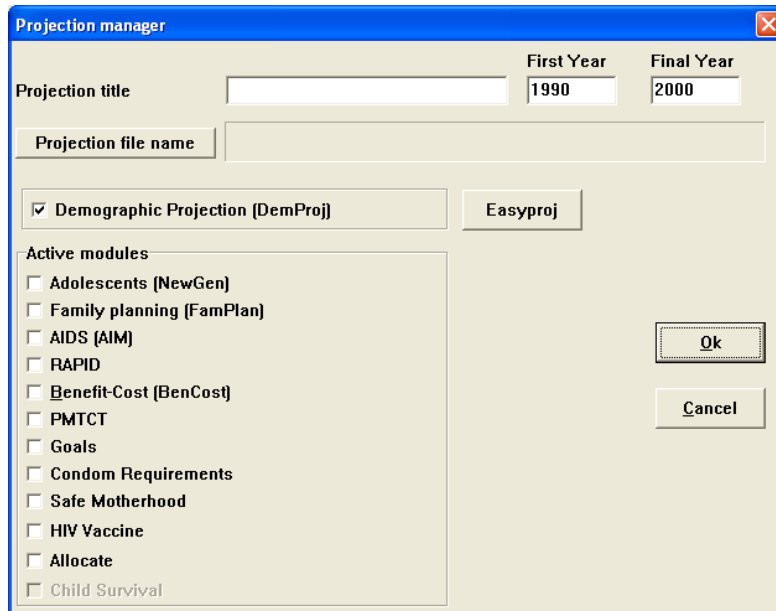 Projection manager
First Year Final Year
Projection title 1990 2000
Projection file name
Demographic Projection (DemProj) Easyproj
Active modules
Adolescents (NewGen)
Family planning (FamPlan)
AIDS (AIM)
RAPID
Benefit-Cost (BenCost)
PMTCT
Goals
Condom Requirements
Safe Motherhood
HIV Vaccine
Allocate
Child Survival
Ok
Cancel